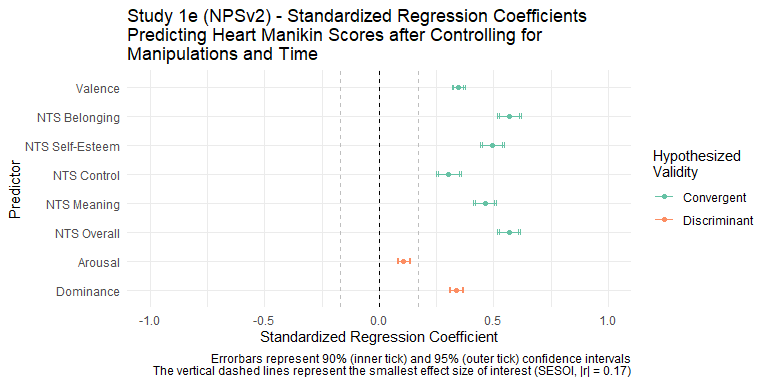 Study 1e (NPSv2) - Standardized Regression Coefficients
Predicting Heart Manikin Scores after Controlling for
Manipulations and Time
Predictor
Valence
NTS Belonging
NTS Self-Esteem
NTS Control
NTS Meaning
NTS Overall
Arousal
Dominance
-1.0
-0.5
0.0
0.5
1.0
Standardized Regression Coefficient
Hypothesized
Validity
Convergent
Discriminant
Errorbars represent 90% (inner tick) and 95% (outer tick) confidence intervals
The vertical dashed lines represent the smallest effect size of interest (SESOI, |r| = 0.17)